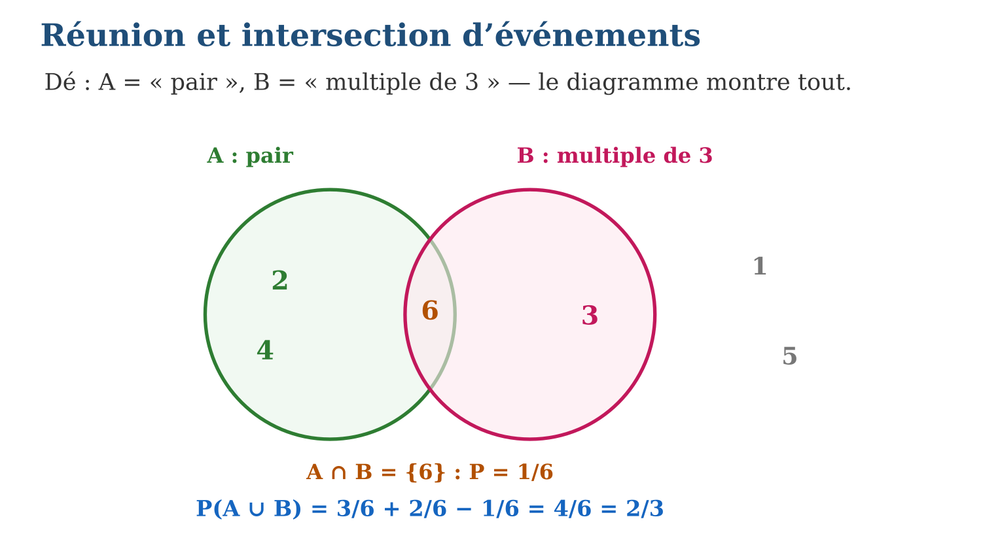 Réunion et intersection d’événements
Dé : A = « pair », B = « multiple de 3 » — le diagramme montre tout.
A : pair
B : multiple de 3
2
4
6
3
1
5
A ∩ B = {6} : P = 1/6
P(A ∪ B) = 3/6 + 2/6 − 1/6 = 4/6 = 2/3